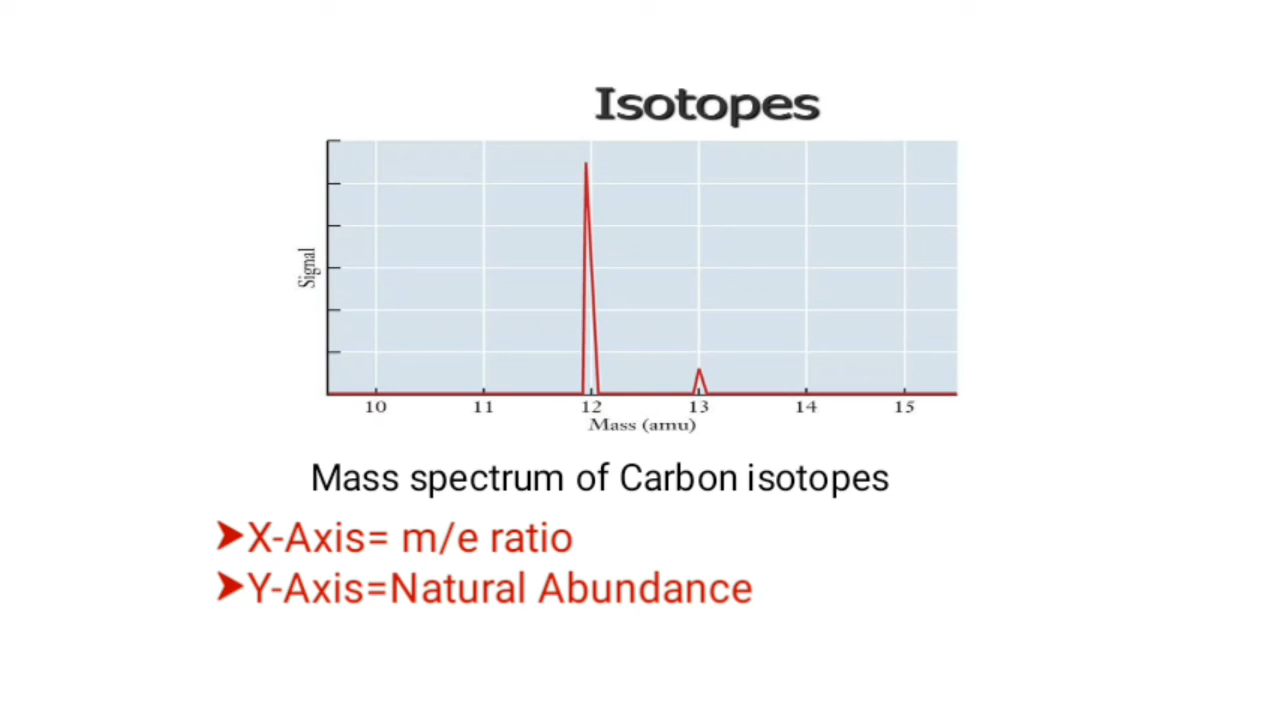 Isotopes
Signal
10 11 12 13 14 15
Mass (amu)
Mass spectrum of Carbon isotopes
➤X-Axis= m/e ratio
➤Y-Axis=Natural Abundance